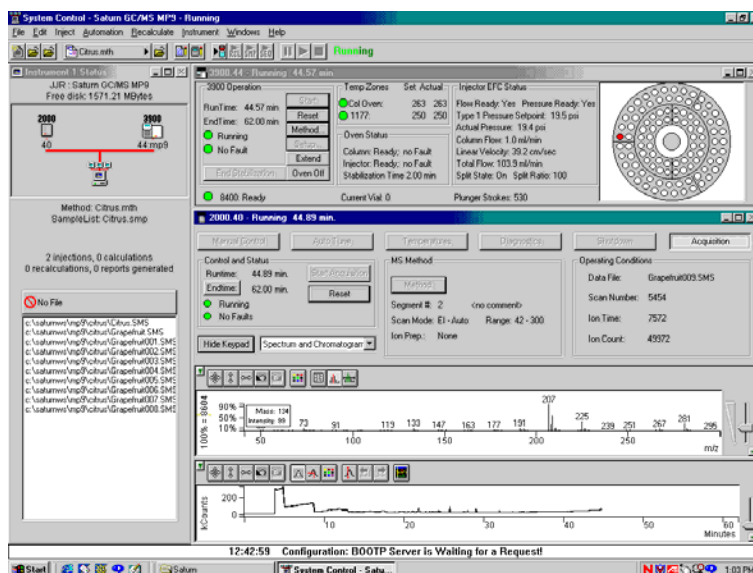 System Control - Saturn GC/MS MP9 - Running
File Edit Inject Automation Recalculate Instrument Windows Help
Citrus.mth
Running
Instrument 1 Status
JJR : Saturn GC/MS MP9
Free disk: 1571.21 MBytes
2000 3900
40 44:mp9
Method: Citrus.mth
SampleList: Citrus.smp
2 injections, 0 calculations
0 recalculations, 0 reports generated
No File
c:\saturnws\mp9\citrus\Citrus.SMS
c:\saturnws\mp9\citrus\Grapefruit.SMS
c:\saturnws\mp9\citrus\Grapefruit001.SMS
c:\saturnws\mp9\citrus\Grapefruit002.SMS
c:\saturnws\mp9\citrus\Grapefruit003.SMS
c:\saturnws\mp9\citrus\Grapefruit004.SMS
c:\saturnws\mp9\citrus\Grapefruit005.SMS
c:\saturnws\mp9\citrus\Grapefruit006.SMS
c:\saturnws\mp9\citrus\Grapefruit007.SMS
c:\saturnws\mp9\citrus\Grapefruit008.SMS
3900.44 - Running 44.57 min
3900 Operation
RunTime: 44.57 min
EndTime: 62.00 min
Running
No Fault
End Stabilization
Start
Reset
Method...
Setup...
Extend
Oven Off
Temp Zones Set Actual
Col Oven: 263 263
1177: 250 250
Oven Status
Column: Ready; no Fault
Injector: Ready; no Fault
Stabilization Time 2.00 min
Injector EFC Status
Flow Ready: Yes Pressure Ready: Yes
Type 1 Pressure Setpoint: 19.5 psi
Actual Pressure: 19.4 psi
Column Flow: 1.0 ml/min
Linear Velocity: 39.2 cm/sec
Total Flow: 103.9 ml/min
Split State: On Split Ratio: 100
8400: Ready Current Vial: 0 Plunger Strokes: 530
2000.40 - Running 44.89 min.
Manual Control Auto Tune Temperatures Diagnostics Shutdown Acquisition
Control and Status
Runtime: 44.89 min.
Endtime: 62.00 min.
Running
No Faults
Start Acquisition
Reset
Hide Keypad Spectrum and Chromatogram
MS Method
Method...
Segment #: 2 <no comment>
Scan Mode: EI - Auto Range: 42 - 300
Ion Prep.: None
Operating Conditions
Data File: Grapefruit009.SMS
Scan Number: 5454
Ion Time: 7572
Ion Count: 49972
100% = 8604
90%
50%
10%
Mass: 134
Intensity: 99
73 91 119 133 147 163 177 191 207 225 239 251 267 281 295
50 100 150 200 250
m/z
kCounts
200
0
10 20 30 40 50 60
Minutes
12:42:59 Configuration: BOOTP Server is Waiting for a Request!
Start Saturn System Control - Satu... 1:03 PM